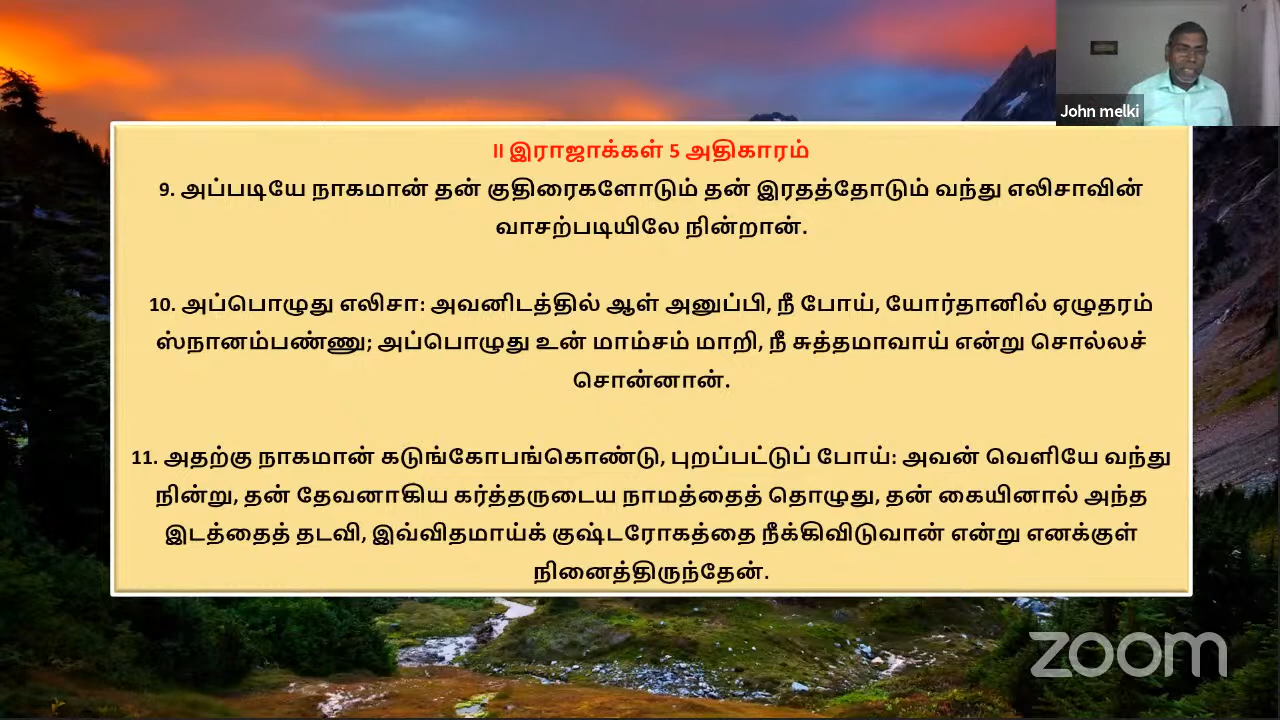 John melki
II இராஜாக்கள் 5 அதிகாரம்
9. அப்படியே நாகமான் தன் குதிரைகளோடும் தன் இரதத்தோடும் வந்து எலிசாவின்
வாசற்படியிலே நின்றான்.
10. அப்பொழுது எலிசா: அவனிடத்தில் ஆள் அனுப்பி, நீ போய், யோர்தானில் ஏழுதரம்
ஸ்நானம்பண்ணு; அப்பொழுது உன் மாம்சம் மாறி, நீ சுத்தமாவாய் என்று சொல்லச்
சொன்னான்.
11. அதற்கு நாகமான் கடுங்கோபங்கொண்டு, புறப்பட்டுப் போய்: அவன் வெளியே வந்து
நின்று, தன் தேவனாகிய கர்த்தருடைய நாமத்தைத் தொழுது, தன் கையினால் அந்த
இடத்தைத் தடவி, இவ்விதமாய்க் குஷ்டரோகத்தை நீக்கிவிடுவான் என்று எனக்குள்
நினைத்திருந்தேன்.
zoom